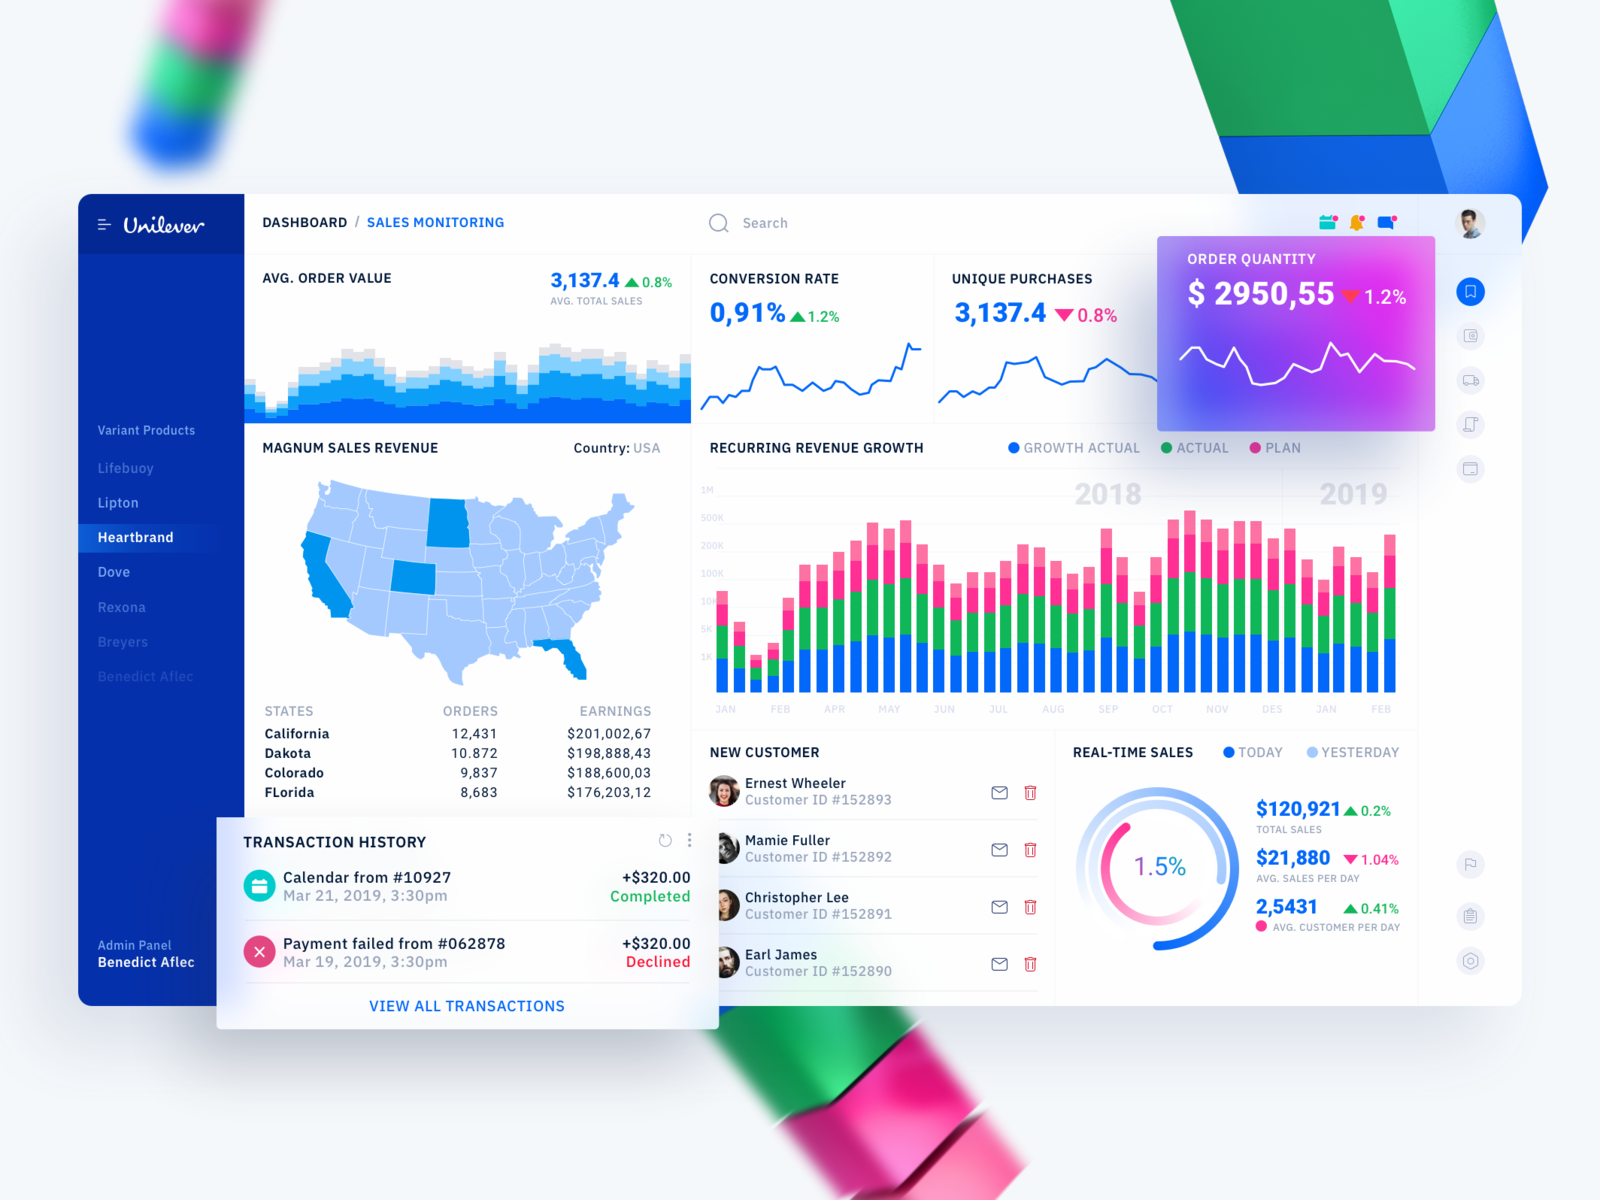 Unilever
DASHBOARD / SALES MONITORING
Search
Variant Products
Lifebuoy
Lipton
Heartbrand
Dove
Rexona
Breyers
Benedict Aflec
Admin Panel
Benedict Aflec
AVG. ORDER VALUE
3,137.4 0.8%
AVG. TOTAL SALES
CONVERSION RATE
0,91% 1.2%
UNIQUE PURCHASES
3,137.4 0.8%
ORDER QUANTITY
$ 2950,55 1.2%
MAGNUM SALES REVENUE
Country: USA
STATES ORDERS EARNINGS
California 12,431 $201,002,67
Dakota 10.872 $198,888,43
Colorado 9,837 $188,600,03
FLorida 8,683 $176,203,12
RECURRING REVENUE GROWTH
GROWTH ACTUAL ACTUAL PLAN
2018 2019
1M
500K
200K
100K
10K
5K
1K
JAN FEB APR MAY JUN JUL AUG SEP OCT NOV DES JAN FEB
TRANSACTION HISTORY
Calendar from #10927 +$320.00
Mar 21, 2019, 3:30pm Completed
Payment failed from #062878 +$320.00
Mar 19, 2019, 3:30pm Declined
VIEW ALL TRANSACTIONS
NEW CUSTOMER
Ernest Wheeler
Customer ID #152893
Mamie Fuller
Customer ID #152892
Christopher Lee
Customer ID #152891
Earl James
Customer ID #152890
REAL-TIME SALES
TODAY YESTERDAY
1.5%
$120,921 0.2%
TOTAL SALES
$21,880 1.04%
AVG. SALES PER DAY
2,5431 0.41%
AVG. CUSTOMER PER DAY